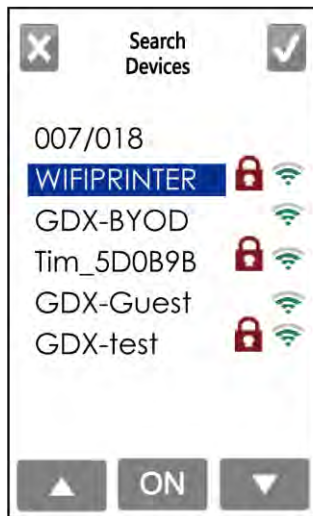 Search
Devices
007/018
WIFIPRINTER
GDX-BYOD
Tim_5D0B9B
GDX-Guest
GDX-test
ON